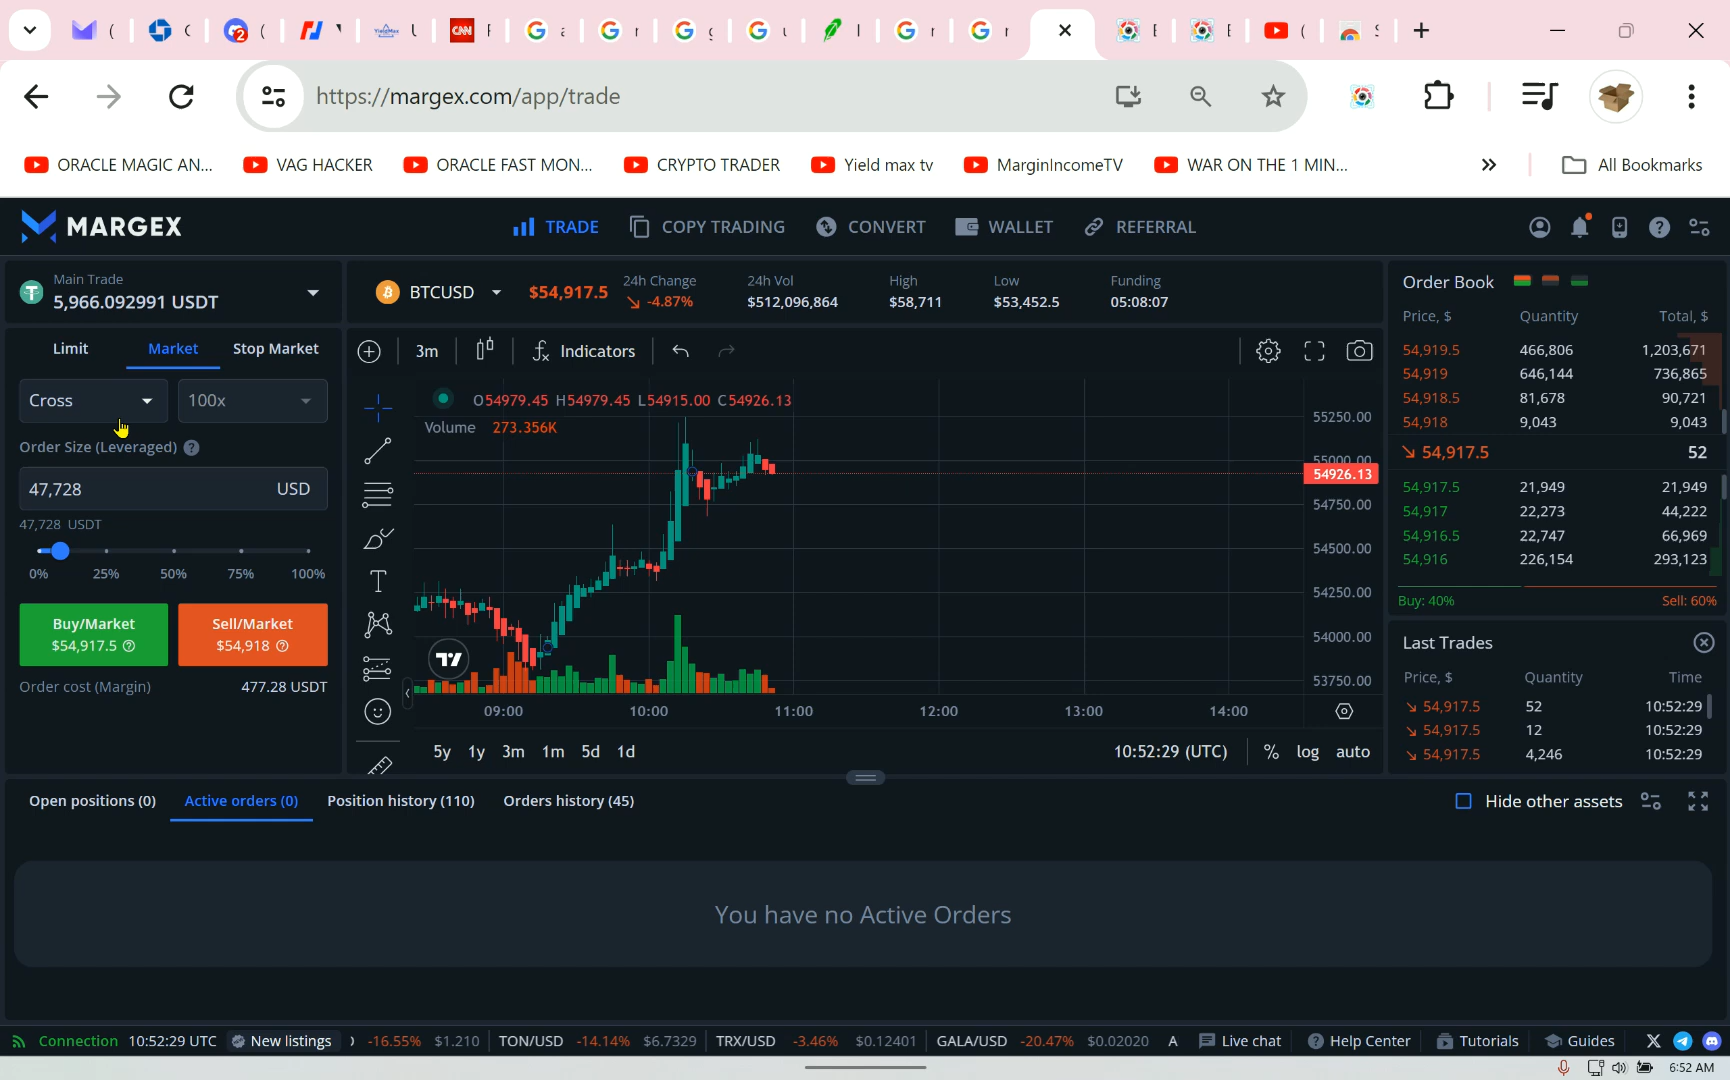 https://margex.com/app/trade
ORACLE MAGIC AN...
VAG HACKER
ORACLE FAST MON...
CRYPTO TRADER
Yield max tv
MarginIncomeTV
WAR ON THE 1 MIN...
All Bookmarks
MARGEX
TRADE
COPY TRADING
CONVERT
WALLET
REFERRAL
Main Trade
5,966.092991 USDT
BTCUSD
$54,917.5
24h Change
-4.87%
24h Vol
$512,096,864
High
$58,711
Low
$53,452.5
Funding
05:08:07
Limit
Market
Stop Market
Cross
100x
Order Size (Leveraged)
47,728 USD
47,728 USDT
0% 25% 50% 75% 100%
Buy/Market
$54,917.5
Sell/Market
$54,918
Order cost (Margin) 477.28 USDT
3m
Indicators
O54979.45 H54979.45 L54915.00 C54926.13
Volume 273.356K
55250.00
55000.00
54926.13
54750.00
54500.00
54250.00
54000.00
53750.00
09:00 10:00 11:00 12:00 13:00 14:00
5y 1y 3m 1m 5d 1d
10:52:29 (UTC)
% log auto
Order Book
Price, $ Quantity Total, $
54,919.5 466,806 1,203,671
54,919 646,144 736,865
54,918.5 81,678 90,721
54,918 9,043 9,043
54,917.5 52
54,917.5 21,949 21,949
54,917 22,273 44,222
54,916.5 22,747 66,969
54,916 226,154 293,123
Buy: 40% Sell: 60%
Last Trades
Price, $ Quantity Time
54,917.5 52 10:52:29
54,917.5 12 10:52:29
54,917.5 4,246 10:52:29
Open positions (0)
Active orders (0)
Position history (110)
Orders history (45)
Hide other assets
You have no Active Orders
Connection 10:52:29 UTC
New listings
-16.55% $1.210
TON/USD -14.14% $6.7329
TRX/USD -3.46% $0.12401
GALA/USD -20.47% $0.02020
A
Live chat
Help Center
Tutorials
Guides
6:52 AM